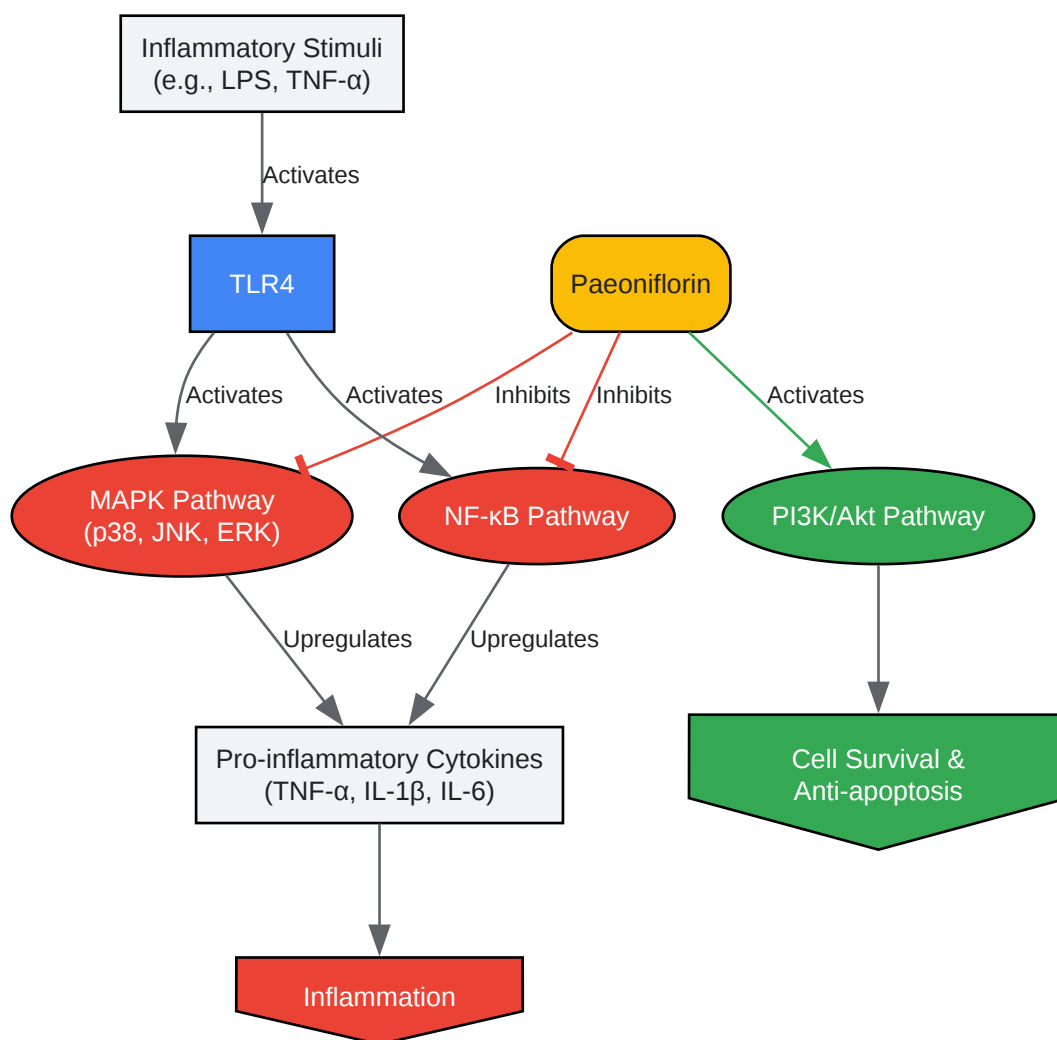 Inflammatory Stimuli
(e.g., LPS, TNF-α)
Activates
TLR4
Paeoniflorin
Activates
Activates
Inhibits
Inhibits
Activates
MAPK Pathway
(p38, JNK, ERK)
NF-κB Pathway
PI3K/Akt Pathway
Upregulates
Upregulates
Pro-inflammatory Cytokines
(TNF-α, IL-1β, IL-6)
Cell Survival &
Anti-apoptosis
Inflammation